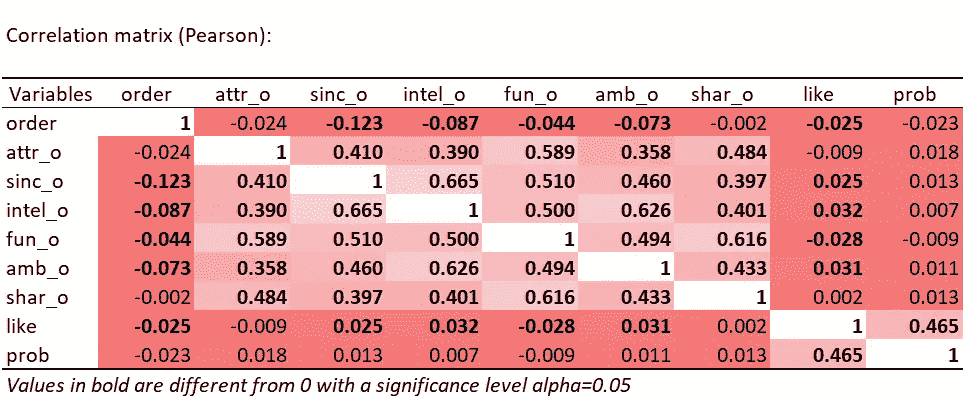 Correlation matrix (Pearson):
Variables order attr_o sinc_o intel_o fun_o amb_o shar_o like prob
order 1 -0.024 -0.123 -0.087 -0.044 -0.073 -0.002 -0.025 -0.023
attr_o -0.024 1 0.410 0.390 0.589 0.358 0.484 -0.009 0.018
sinc_o -0.123 0.410 1 0.665 0.510 0.460 0.397 0.025 0.013
intel_o -0.087 0.390 0.665 1 0.500 0.626 0.401 0.032 0.007
fun_o -0.044 0.589 0.510 0.500 1 0.494 0.616 -0.028 -0.009
amb_o -0.073 0.358 0.460 0.626 0.494 1 0.433 0.031 0.011
shar_o -0.002 0.484 0.397 0.401 0.616 0.433 1 0.002 0.013
like -0.025 -0.009 0.025 0.032 -0.028 0.031 0.002 1 0.465
prob -0.023 0.018 0.013 0.007 -0.009 0.011 0.013 0.465 1
Values in bold are different from 0 with a significance level alpha=0.05